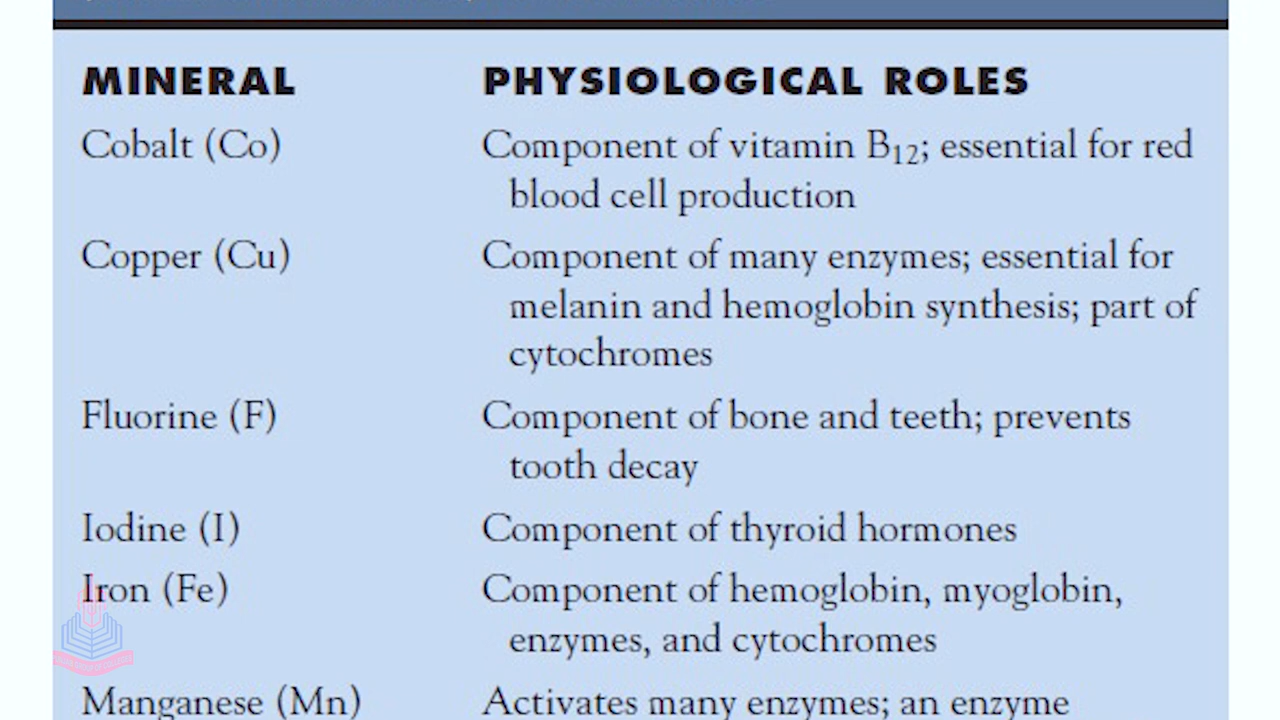 MINERAL PHYSIOLOGICAL ROLES
Cobalt (Co) Component of vitamin B₁₂; essential for red
blood cell production
Copper (Cu) Component of many enzymes; essential for
melanin and hemoglobin synthesis; part of
cytochromes
Fluorine (F) Component of bone and teeth; prevents
tooth decay
Iodine (I) Component of thyroid hormones
Iron (Fe) Component of hemoglobin, myoglobin,
enzymes, and cytochromes
Manganese (Mn) Activates many enzymes; an enzyme